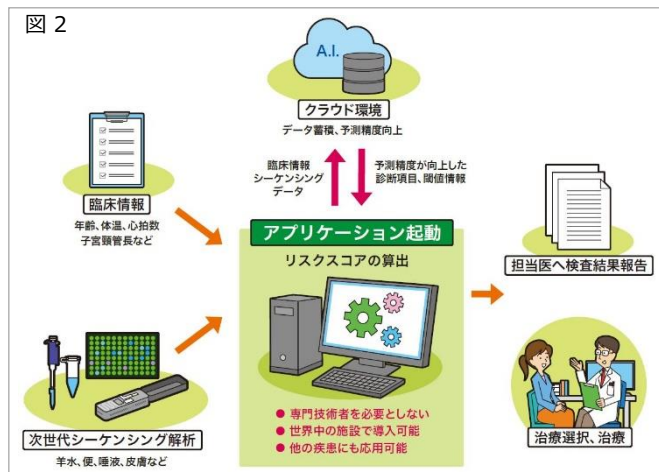 図 2
A.I.
クラウド環境
データ蓄積、予測精度向上
臨床情報
シーケンシング
データ
予測精度が向上した
診断項目、閾値情報
臨床情報
年齢、体温、心拍数
子宮頸管長など
アプリケーション起動
リスクスコアの算出
● 専門技術者を必要としない
● 世界中の施設で導入可能
● 他の疾患にも応用可能
次世代シーケンシング解析
羊水、便、唾液、皮膚など
担当医へ検査結果報告
治療選択、治療